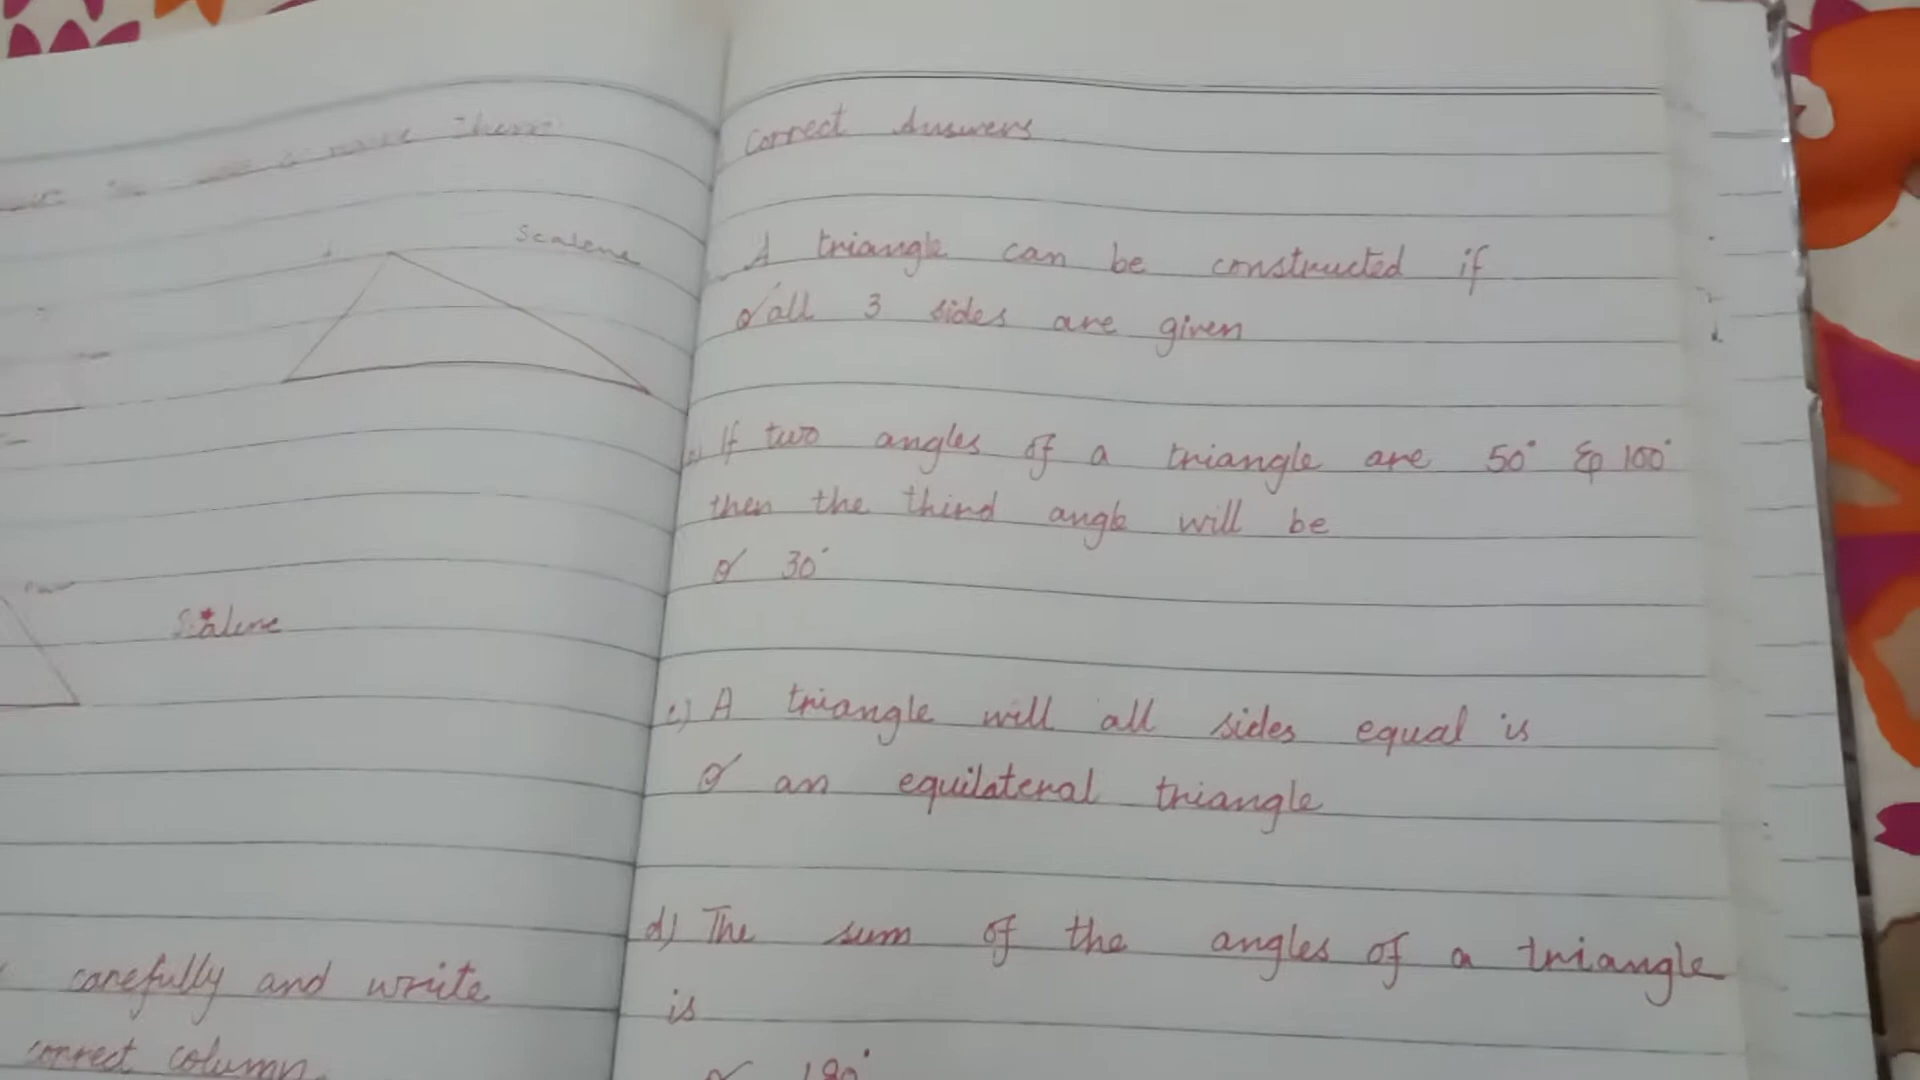 there
Scalene
Scalene
carefully and write
correct column.
Correct Answers
A triangle can be constructed if
all 3 sides are given
If two angles of a triangle are 50° & 100°
then the third angle will be
30°
c) A triangle will all sides equal is
an equilateral triangle
d) The sum of the angles of a triangle
is
180°